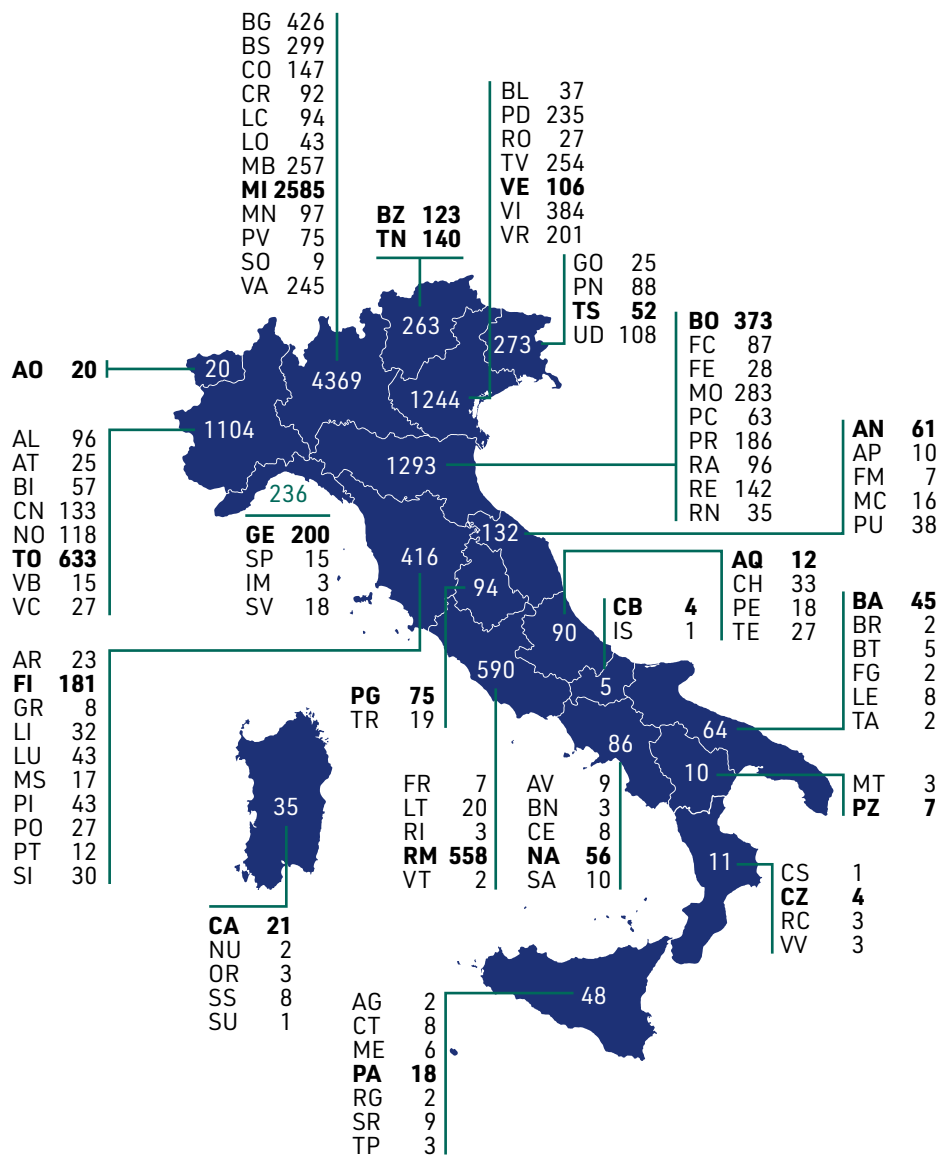 BG 426
BS 299
CO 147
CR 92
LC 94
LO 43
MB 257
MI 2585
MN 97
PV 75
SO 9
VA 245
BZ 123
TN 140
BL 37
PD 235
RO 27
TV 254
VE 106
VI 384
VR 201
GO 25
PN 88
TS 52
UD 108
BO 373
FC 87
FE 28
MO 283
PC 63
PR 186
RA 96
RE 142
RN 35
AO 20
20
4369
263
1244
273
1104
1293
236
AL 96
AT 25
BI 57
CN 133
NO 118
TO 633
VB 15
VC 27
GE 200
SP 15
IM 3
SV 18
AN 61
AP 10
FM 7
MC 16
PU 38
416
132
94
90
590
5
86
64
10
35
11
48
AQ 12
CH 33
PE 18
TE 27
CB 4
IS 1
BA 45
BR 2
BT 5
FG 2
LE 8
TA 2
AR 23
FI 181
GR 8
LI 32
LU 43
MS 17
PI 43
PO 27
PT 12
SI 30
PG 75
TR 19
FR 7
LT 20
RI 3
RM 558
VT 2
AV 9
BN 3
CE 8
NA 56
SA 10
MT 3
PZ 7
CS 1
CZ 4
RC 3
VV 3
CA 21
NU 2
OR 3
SS 8
SU 1
AG 2
CT 8
ME 6
PA 18
RG 2
SR 9
TP 3